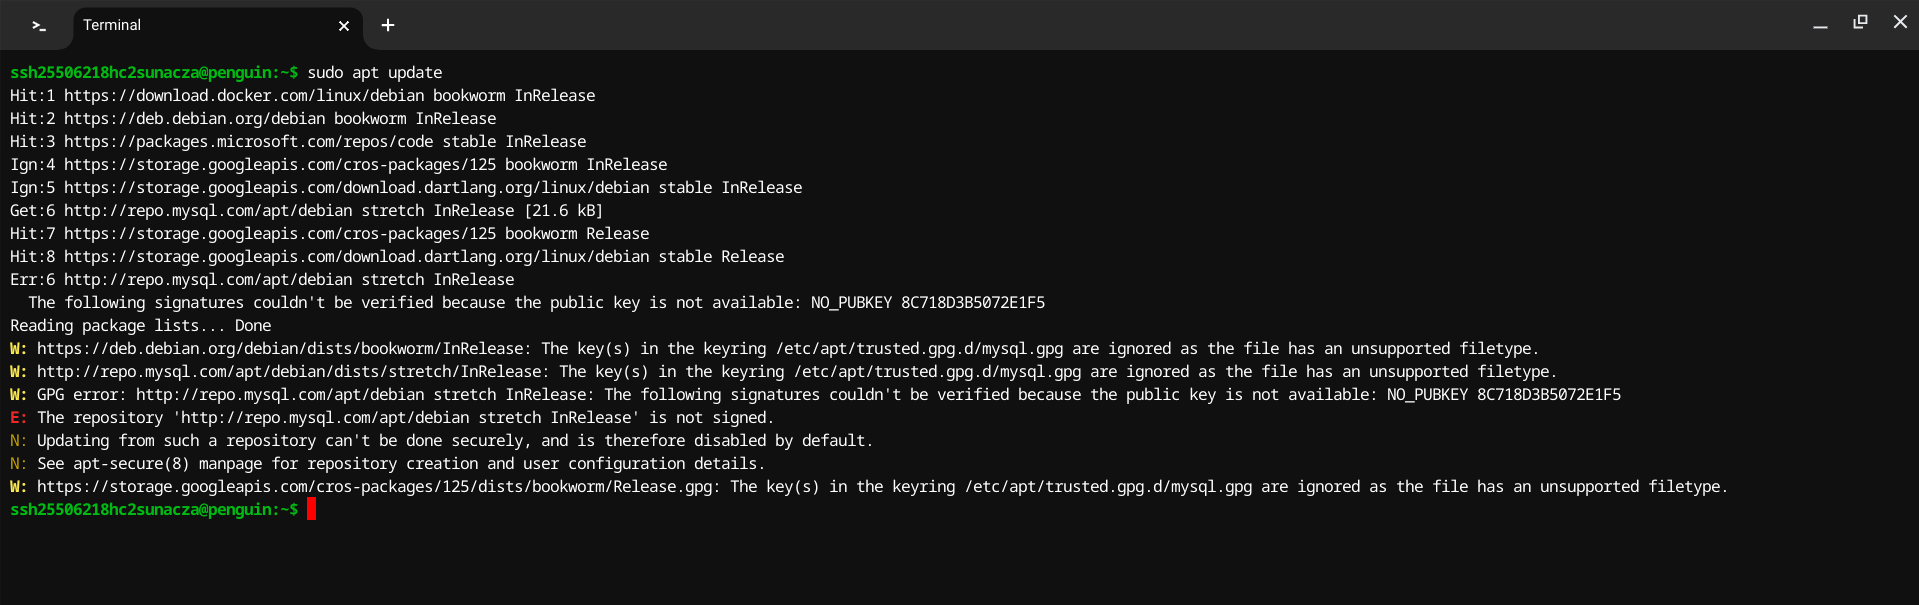 >_ Terminal × +
ssh25506218hc2sunacza@penguin:~$ sudo apt update
Hit:1 https://download.docker.com/linux/debian bookworm InRelease
Hit:2 https://deb.debian.org/debian bookworm InRelease
Hit:3 https://packages.microsoft.com/repos/code stable InRelease
Ign:4 https://storage.googleapis.com/cros-packages/125 bookworm InRelease
Ign:5 https://storage.googleapis.com/download.dartlang.org/linux/debian stable InRelease
Get:6 http://repo.mysql.com/apt/debian stretch InRelease [21.6 kB]
Hit:7 https://storage.googleapis.com/cros-packages/125 bookworm Release
Hit:8 https://storage.googleapis.com/download.dartlang.org/linux/debian stable Release
Err:6 http://repo.mysql.com/apt/debian stretch InRelease
  The following signatures couldn't be verified because the public key is not available: NO_PUBKEY 8C718D3B5072E1F5
Reading package lists... Done
W: https://deb.debian.org/debian/dists/bookworm/InRelease: The key(s) in the keyring /etc/apt/trusted.gpg.d/mysql.gpg are ignored as the file has an unsupported filetype.
W: http://repo.mysql.com/apt/debian/dists/stretch/InRelease: The key(s) in the keyring /etc/apt/trusted.gpg.d/mysql.gpg are ignored as the file has an unsupported filetype.
W: GPG error: http://repo.mysql.com/apt/debian stretch InRelease: The following signatures couldn't be verified because the public key is not available: NO_PUBKEY 8C718D3B5072E1F5
E: The repository 'http://repo.mysql.com/apt/debian stretch InRelease' is not signed.
N: Updating from such a repository can't be done securely, and is therefore disabled by default.
N: See apt-secure(8) manpage for repository creation and user configuration details.
W: https://storage.googleapis.com/cros-packages/125/dists/bookworm/Release.gpg: The key(s) in the keyring /etc/apt/trusted.gpg.d/mysql.gpg are ignored as the file has an unsupported filetype.
ssh25506218hc2sunacza@penguin:~$